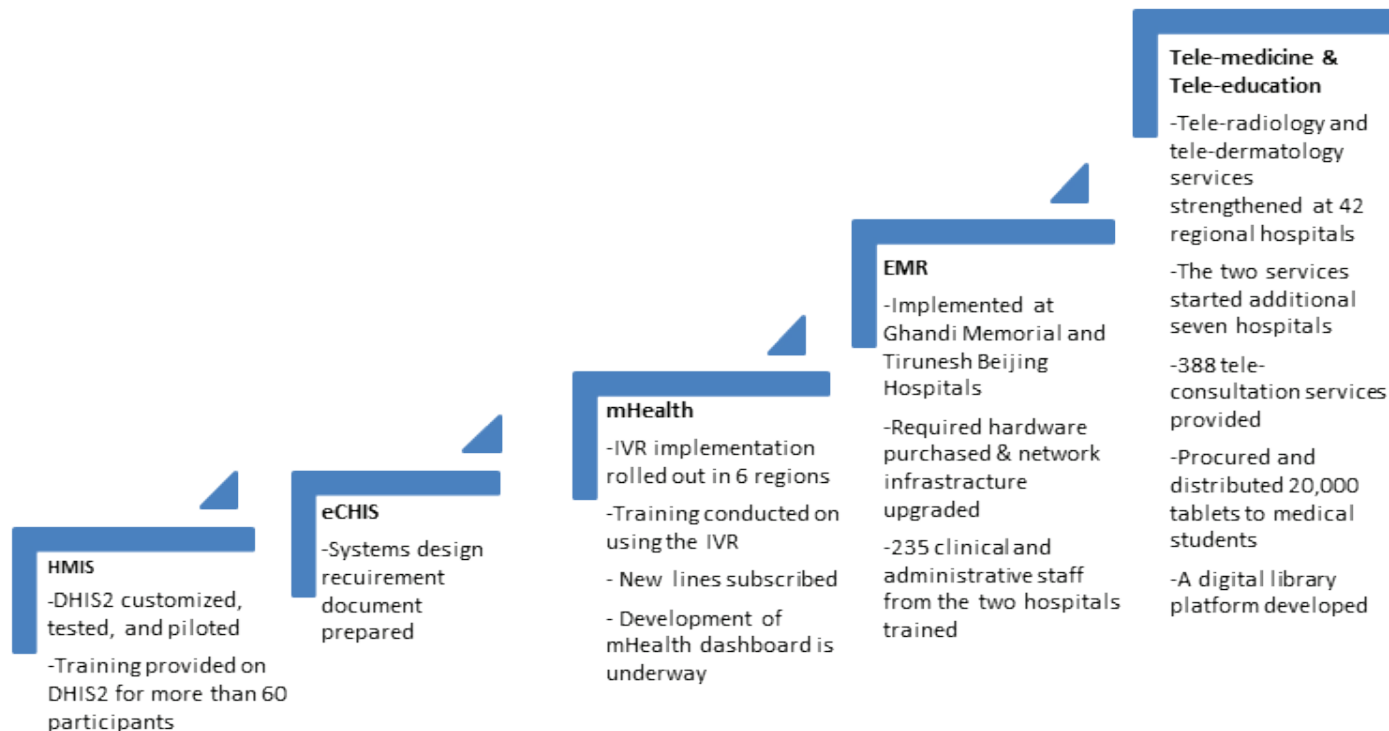 HMIS
-DHIS2 customized,
tested, and piloted
-Training provided on
DHIS2 for more than 60
participants
eCHIS
-Systems design
recuirement
document
prepared
mHealth
-IVR implementation
rolled out in 6 regions
-Training conducted on
using the IVR
- New lines subscribed
- Development of
mHealth dashboard is
underway
EMR
-Implemented at
Ghandi Memorial and
Tirunesh Beijing
Hospitals
-Required hardware
purchased & network
infrastracture
upgraded
-235 clinical and
administrative staff
from the two hospitals
trained
Tele-medicine &
Tele-education
-Tele-radiology and
tele-dermatology
services
strengthened at 42
regional hospitals
-The two services
started additional
seven hospitals
-388 tele-
consultation services
provided
-Procured and
distributed 20,000
tablets to medical
students
-A digital library
platform developed